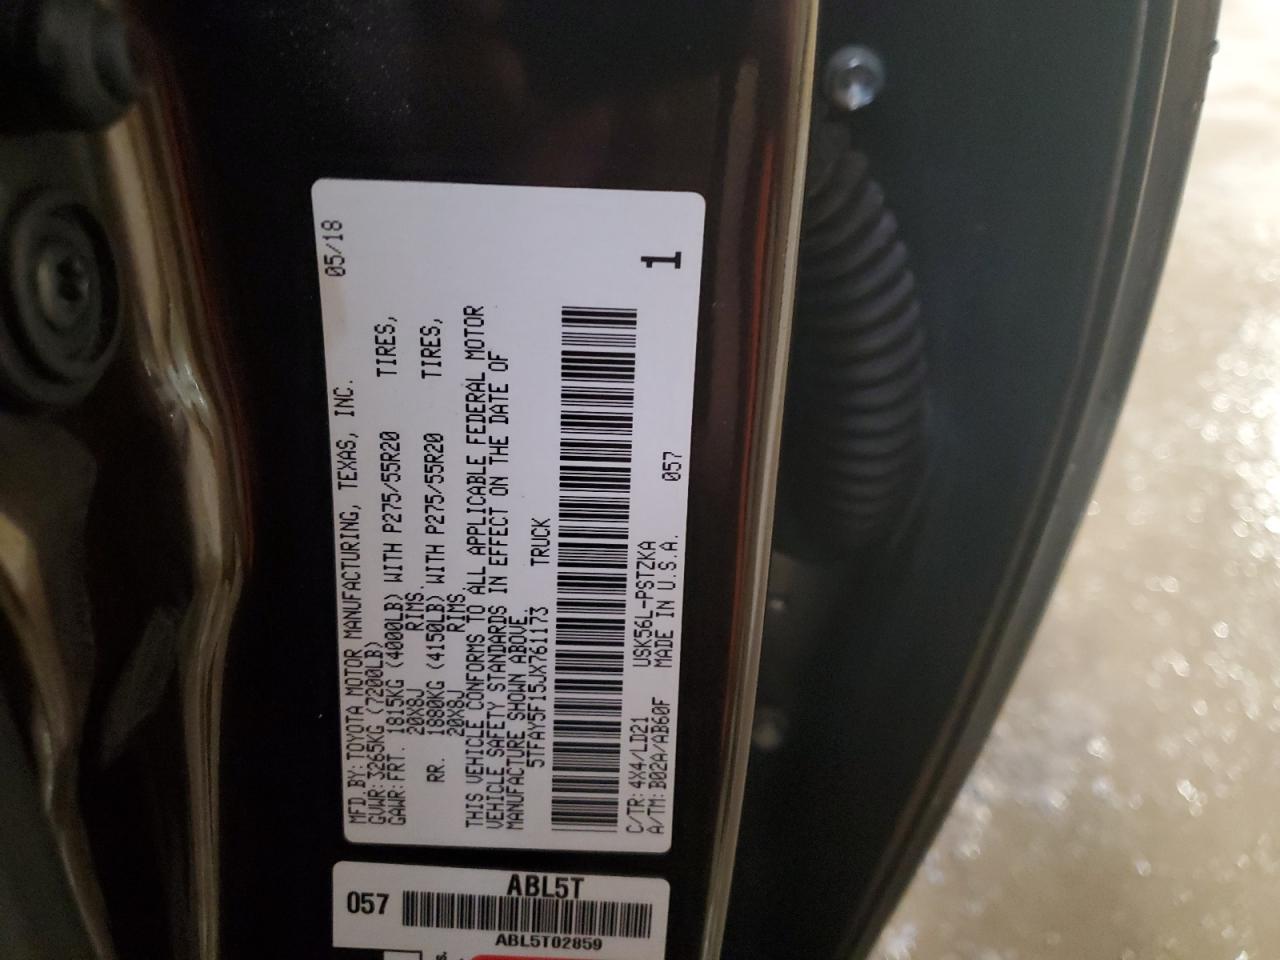 MFD.BY: TOYOTA MOTOR MANUFACTURING, TEXAS, INC. 05/18
GVWR: 3265KG (7200LB)
GAWR: FRT. 1815KG (4000LB) WITH P275/55R20 TIRES,
20X8J RIMS.
RR. 1880KG (4150LB) WITH P275/55R20 TIRES,
20X8J RIMS.
THIS VEHICLE CONFORMS TO ALL APPLICABLE FEDERAL MOTOR
VEHICLE SAFETY STANDARDS IN EFFECT ON THE DATE OF
MANUFACTURE SHOWN ABOVE.
5TFAY5F15JX761173 TRUCK
C/TR: 4X4/LD21 USK56L-PSTZKA
A/TM: B02A/AB60F MADE IN U.S.A. 057 1
ABL5T
057
ABL5T02859